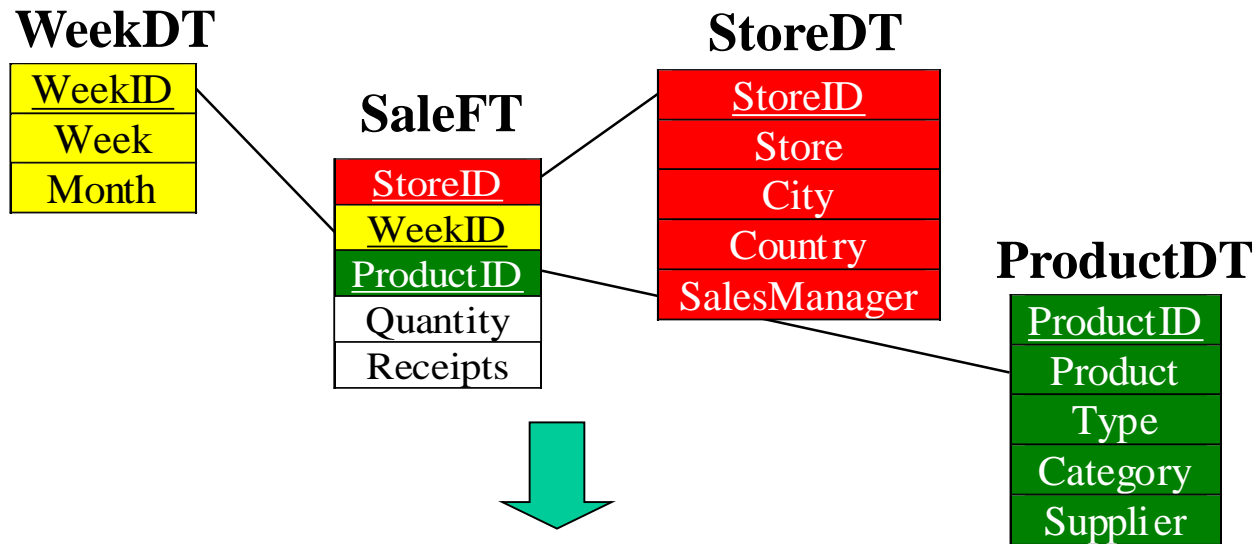 WeekDT
WeekID
Week
Month
SaleFT
StoreID
WeekID
ProductID
Quantity
Receipts
StoreDT
StoreID
Store
City
Country
SalesManager
ProductDT
ProductID
Product
Type
Category
Supplier